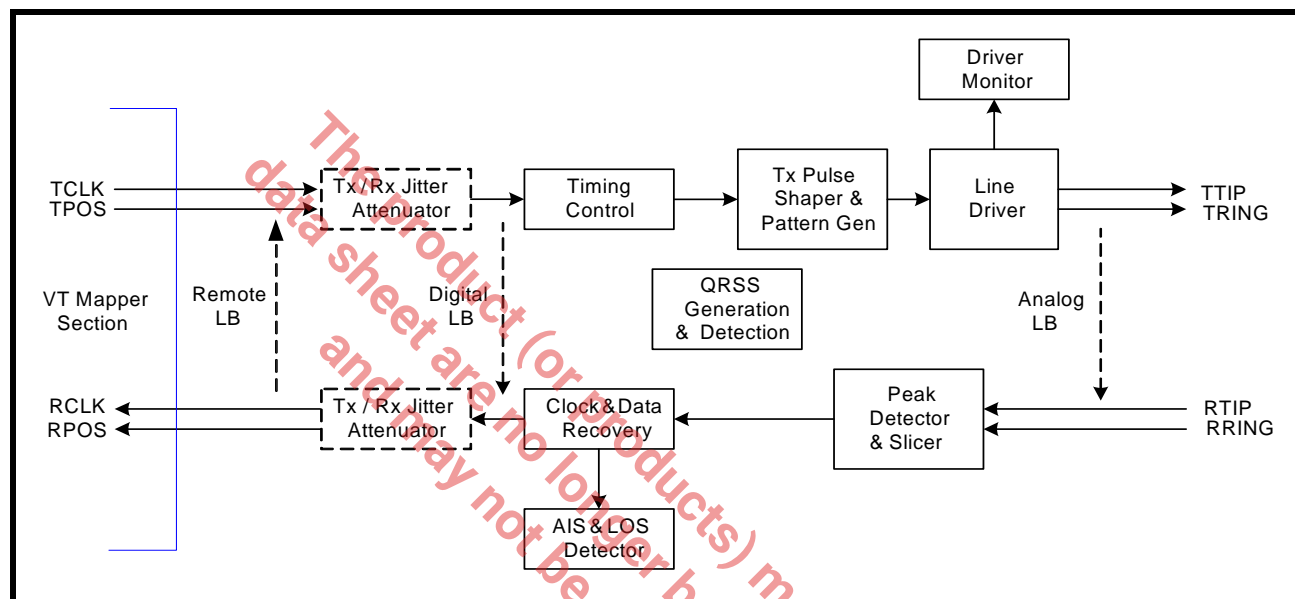 Driver
Monitor
TCLK
TPOS
Tx / Rx Jitter
Attenuator
Timing
Control
Tx Pulse
Shaper &
Pattern Gen
Line
Driver
TTIP
TRING
VT Mapper
Section
Remote
LB
Digital
LB
QRSS
Generation
& Detection
Analog
LB
RCLK
RPOS
Tx / Rx Jitter
Attenuator
Clock & Data
Recovery
Peak
Detector
& Slicer
RTIP
RRING
AIS & LOS
Detector
The product (or products) m
data sheet are no longer b
and may not be